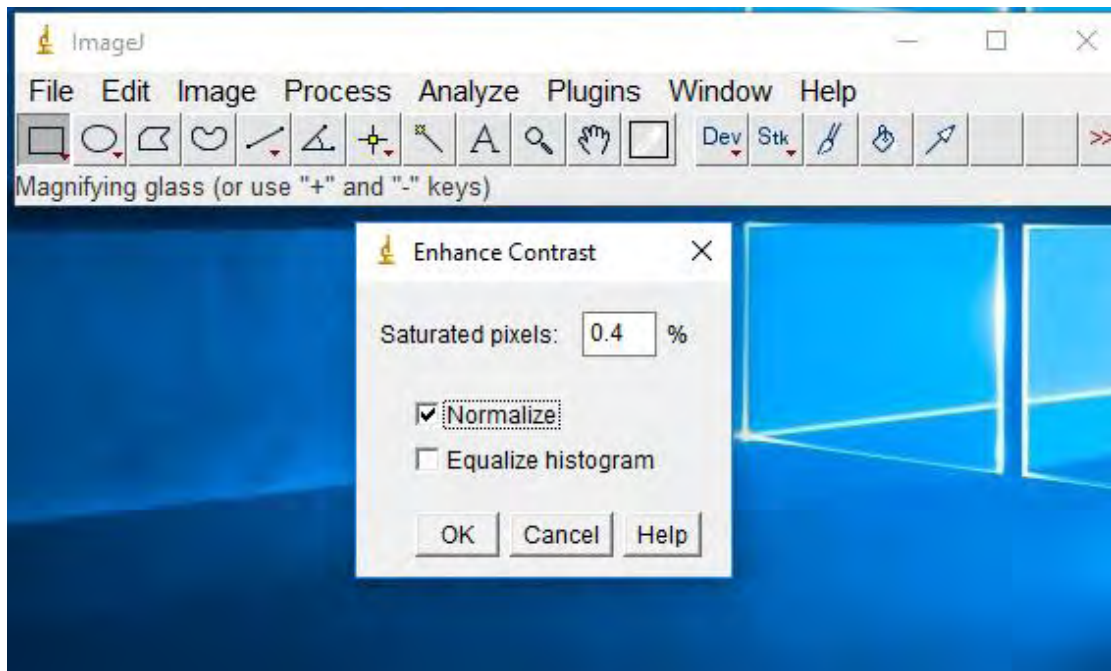 ImageJ
File Edit Image Process Analyze Plugins Window Help
A Dev Stk >>
Magnifying glass (or use "+" and "-" keys)
Enhance Contrast
Saturated pixels: 0.4 %
Normalize
Equalize histogram
OK Cancel Help